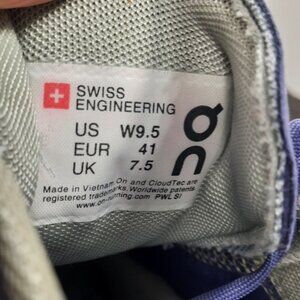 SWISS
ENGINEERING
US W9.5
EUR 41
UK 7.5
on
Made in Vietnam. On and CloudTec are
registered trademarks. Worldwide patents.
www.on-running.com PWL SI